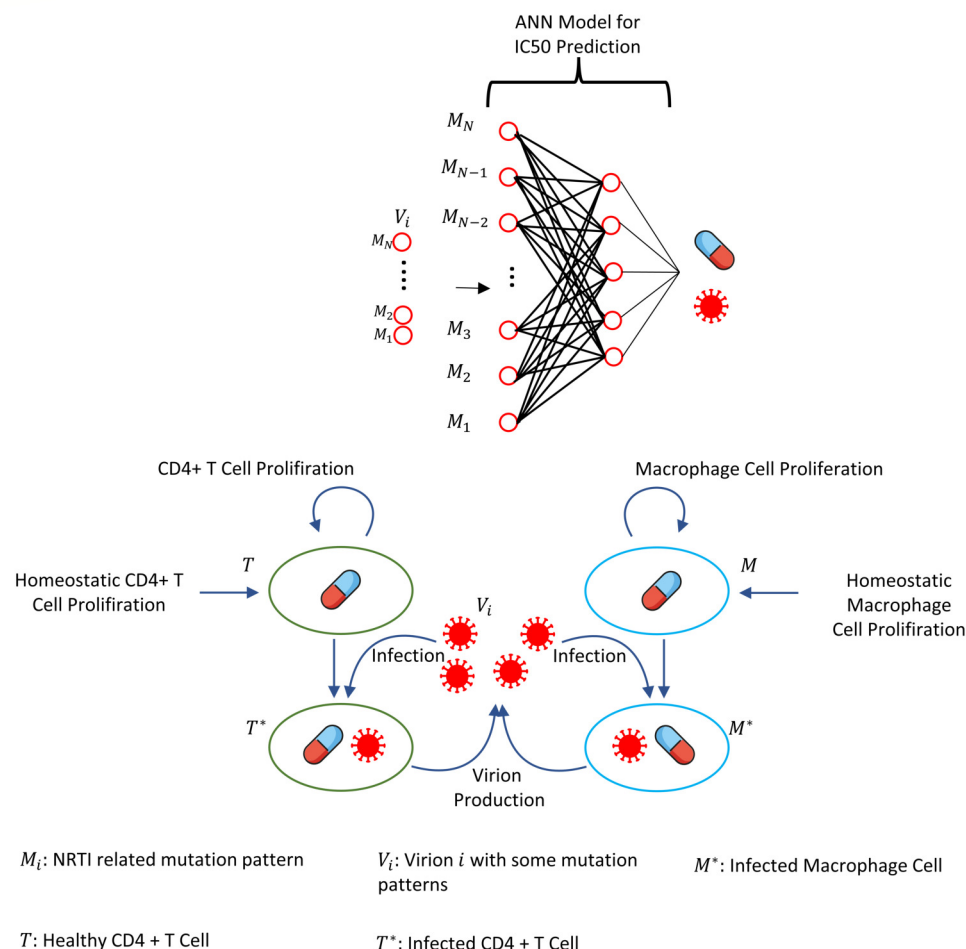 ANN Model for
IC50 Prediction
M_N
M_{N−1}
V_i
M_{N−2}
M_N
M_2
M_1
M_3
M_2
M_1
CD4+ T Cell Prolifiration
Macrophage Cell Proliferation
T
M
Homeostatic CD4+ T
Cell Prolifiration
Homeostatic
Macrophage
Cell Prolifiration
V_i
Infection
Infection
T*
M*
Virion
Production
M_i: NRTI related mutation pattern
V_i: Virion i with some mutation
patterns
M*: Infected Macrophage Cell
T: Healthy CD4 + T Cell
T*: Infected CD4 + T Cell